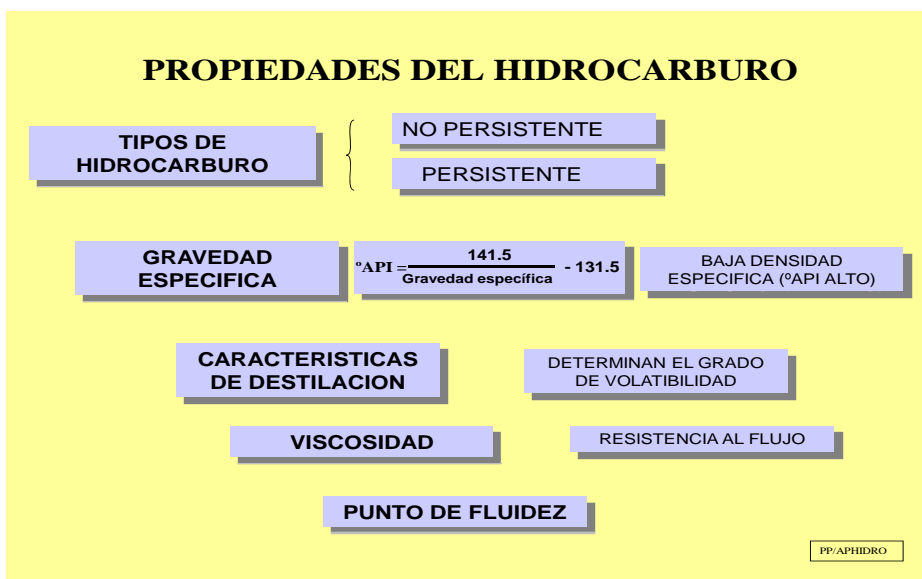 PROPIEDADES DEL HIDROCARBURO
TIPOS DE
HIDROCARBURO
NO PERSISTENTE
PERSISTENTE
GRAVEDAD
ESPECIFICA
ºAPI = 141.5 / Gravedad específica - 131.5
BAJA DENSIDAD
ESPECIFICA (ºAPI ALTO)
CARACTERISTICAS
DE DESTILACION
DETERMINAN EL GRADO
DE VOLATIBILIDAD
VISCOSIDAD
RESISTENCIA AL FLUJO
PUNTO DE FLUIDEZ
PP/APHIDRO